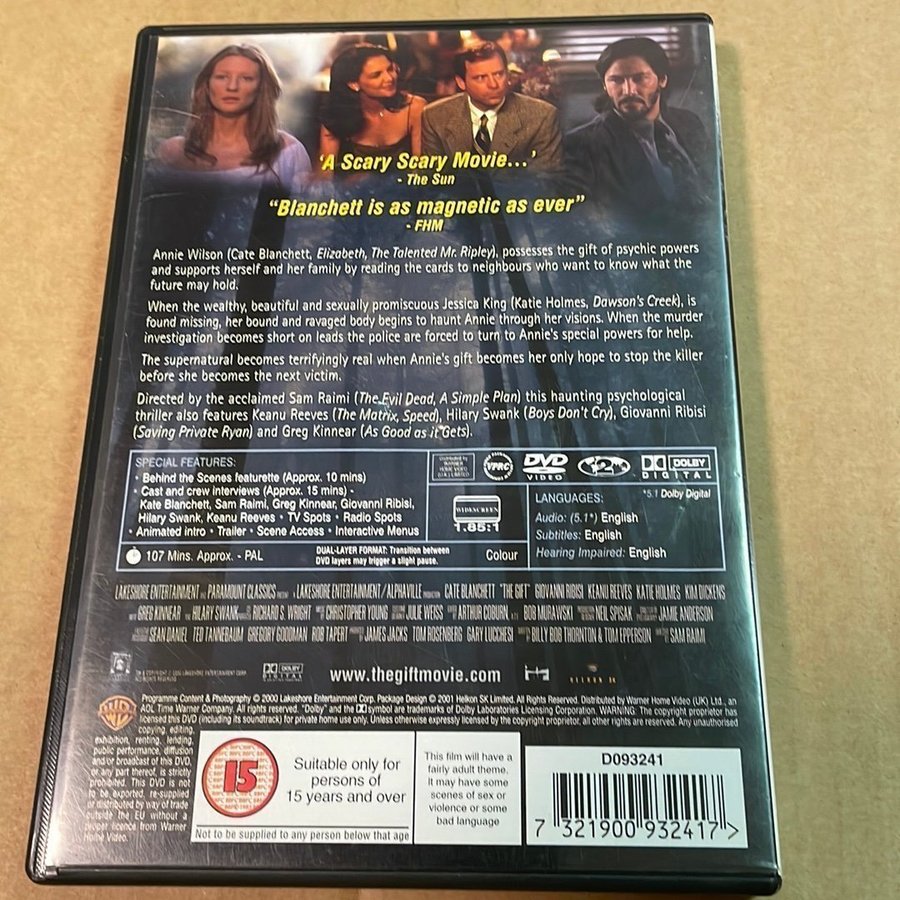 'A Scary Scary Movie...'
- The Sun
"Blanchett is as magnetic as ever"
- FHM
Annie Wilson (Cate Blanchett, Elizabeth, The Talented Mr. Ripley), possesses the gift of psychic powers
and supports herself and her family by reading the cards to neighbours who want to know what the
future may hold.
When the wealthy, beautiful and sexually promiscuous Jessica King (Katie Holmes, Dawson's Creek), is
found missing, her bound and ravaged body begins to haunt Annie through her visions. When the murder
investigation becomes short on leads the police are forced to turn to Annie's special powers for help.
The supernatural becomes terrifyingly real when Annie's gift becomes her only hope to stop the killer
before she becomes the next victim.
Directed by the acclaimed Sam Raimi (The Evil Dead, A Simple Plan) this haunting psychological
thriller also features Keanu Reeves (The Matrix, Speed), Hilary Swank (Boys Don't Cry), Giovanni Ribisi
(Saving Private Ryan) and Greg Kinnear (As Good as it Gets).
SPECIAL FEATURES:
• Behind the Scenes featurette (Approx. 10 mins)
• Cast and crew interviews (Approx. 15 mins) -
Kate Blanchett, Sam Raimi, Greg Kinnear, Giovanni Ribisi,
Hilary Swank, Keanu Reeves • TV Spots • Radio Spots
• Animated intro • Trailer • Scene Access • Interactive Menus
107 Mins. Approx. - PAL
DUAL-LAYER FORMAT: Transition between
DVD layers may trigger a slight pause.
Colour
VPRC
DVD
VIDEO
2
DOLBY
DIGITAL
WIDESCREEN
1.85:1
LANGUAGES:
*5.1 Dolby Digital
Audio: (5.1*) English
Subtitles: English
Hearing Impaired: English
LAKESHORE ENTERTAINMENT AND PARAMOUNT CLASSICS PRESENT A LAKESHORE ENTERTAINMENT/ALPHAVILLE PRODUCTION CATE BLANCHETT "THE GIFT" GIOVANNI RIBISI KEANU REEVES KATIE HOLMES KIM DICKENS
WITH GREG KINNEAR AND HILARY SWANK RICHARD S. WRIGHT CHRISTOPHER YOUNG JULIE WEISS ARTHUR COBURN BOB MURAWSKI NEIL SPISAK JAMIE ANDERSON
SEAN DANIEL TED TANNEBAUM GREGORY GOODMAN ROB TAPERT JAMES JACKS TOM ROSENBERG GARY LUCCHESI BILLY BOB THORNTON & TOM EPPERSON SAM RAIMI
DOLBY
DIGITAL
www.thegiftmovie.com
HELKON SK
Programme Content & Photography © 2000 Lakeshore Entertainment Corp. Package Design © 2001 Helkon SK Limited. All Rights Reserved. Distributed by Warner Home Video (UK) Ltd., an
AOL Time Warner Company. All rights reserved. "Dolby" and the symbol are trademarks of Dolby Laboratories Licensing Corporation. WARNING: The copyright proprietor has
licensed this DVD (including its soundtrack) for private home use only. Unless otherwise expressly licensed by the copyright proprietor, all other rights are reserved. Any unauthorised
copying, editing,
exhibition, renting, lending,
public performance, diffusion
and/or broadcast of this DVD,
or any part thereof, is strictly
prohibited. This DVD is not
to be exported, re-supplied
or distributed by way of trade
outside the EU without a
proper licence from Warner
Home Video.
WB
15
Suitable only for
persons of
15 years and over
Not to be supplied to any person below that age
This film will have a
fairly adult theme.
It may have some
scenes of sex or
violence or some
bad language
D093241
7 321900 932417 >